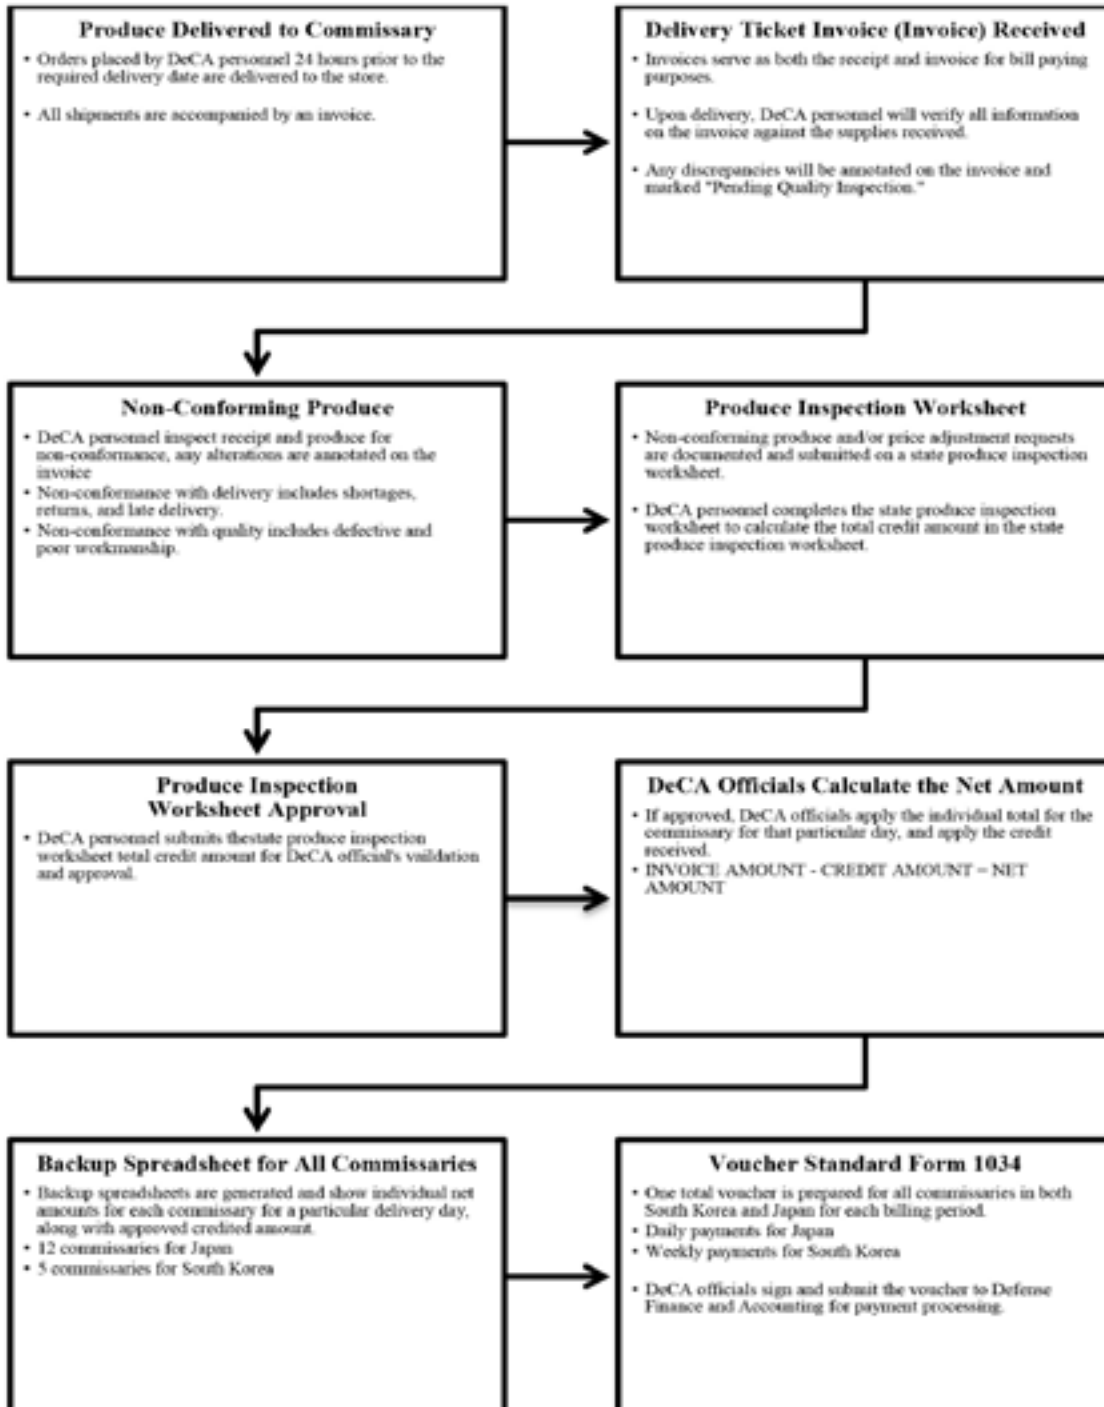 Produce Delivered to Commissary
• Orders placed by DeCA personnel 24 hours prior to the
required delivery date are delivered to the store.
• All shipments are accompanied by an invoice.
Delivery Ticket Invoice (Invoice) Received
• Invoices serve as both the receipt and invoice for bill paying
purposes.
• Upon delivery, DeCA personnel will verify all information
on the invoice against the supplies received.
• Any discrepancies will be annotated on the invoice and
marked "Pending Quality Inspection."
Non-Conforming Produce
• DeCA personnel inspect receipt and produce for
non-conformance, any alterations are annotated on the
invoice
• Non-conformance with delivery includes shortages,
returns, and late delivery.
• Non-conformance with quality includes defective and
poor workmanship.
Produce Inspection Worksheet
• Non-conforming produce and/or price adjustment requests
are documented and submitted on a state produce inspection
worksheet.
• DeCA personnel completes the state produce inspection
worksheet to calculate the total credit amount in the state
produce inspection worksheet.
Produce Inspection
Worksheet Approval
• DeCA personnel submits thestate produce inspection
worksheet total credit amount for DeCA official's vaildation
and approval.
DeCA Officials Calculate the Net Amount
• If approved, DeCA officials apply the individual total for the
commissary for that particular day, and apply the credit
received.
• INVOICE AMOUNT - CREDIT AMOUNT = NET
AMOUNT
Backup Spreadsheet for All Commissaries
• Backup spreadsheets are generated and show individual net
amounts for each commissary for a particular delivery day,
along with approved credited amount.
• 12 commissaries for Japan
• 5 commissaries for South Korea
Voucher Standard Form 1034
• One total voucher is prepared for all commissaries in both
South Korea and Japan for each billing period.
• Daily payments for Japan
• Weekly payments for South Korea
• DeCA officials sign and submit the voucher to Defense
Finance and Accounting for payment processing.